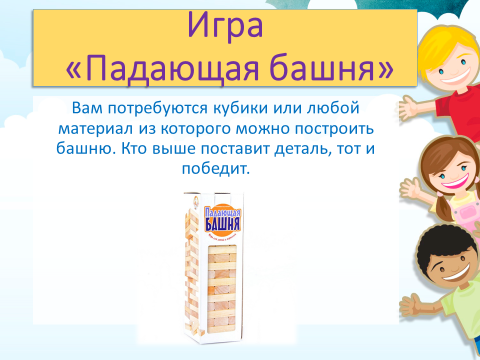 Игра
«Падающая башня»
Вам потребуются кубики или любой
материал из которого можно построить
башню. Кто выше поставит деталь, тот и
победит.
Падающая
БАШНЯ